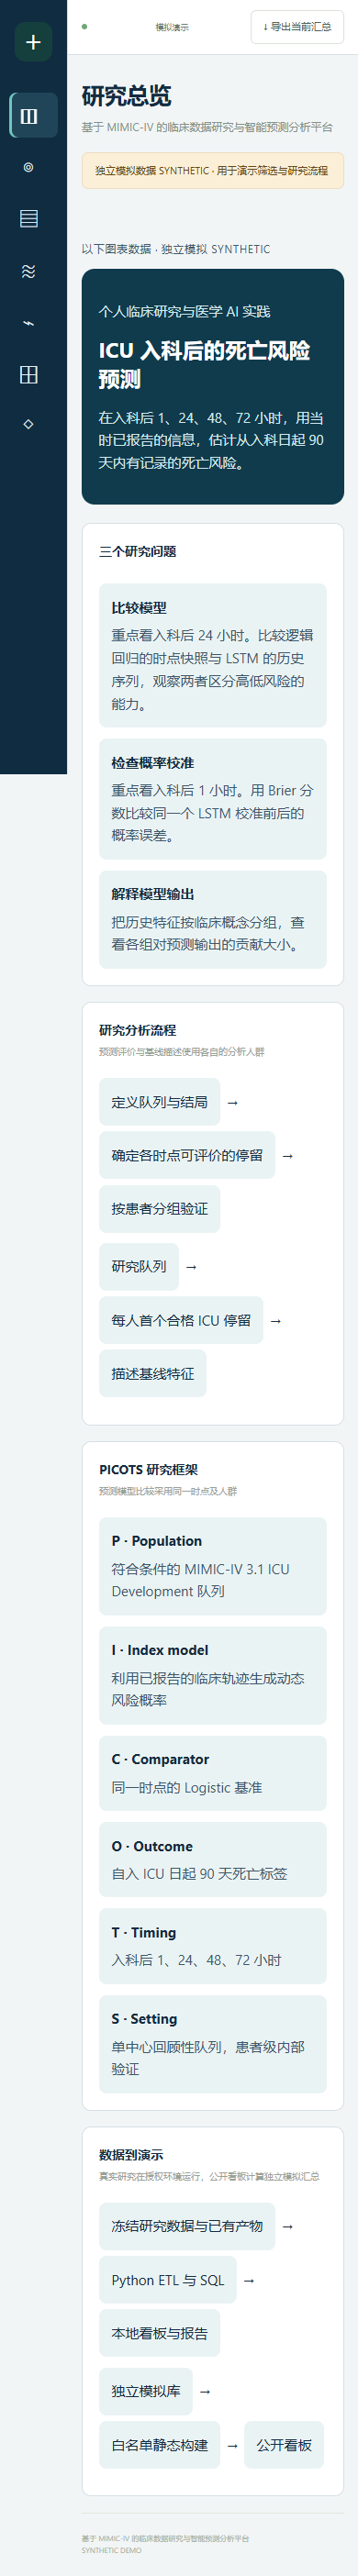 模拟演示
↓ 导出当前汇总
研究总览
基于 MIMIC-IV 的临床数据研究与智能预测分析平台
独立模拟数据 SYNTHETIC · 用于演示筛选与研究流程
以下图表数据 · 独立模拟 SYNTHETIC
个人临床研究与医学 AI 实践
ICU 入科后的死亡风险
预测
在入科后 1、24、48、72 小时，用当
时已报告的信息，估计从入科日起 90
天内有记录的死亡风险。
三个研究问题
比较模型
重点看入科后 24 小时。比较逻辑
回归的时点快照与 LSTM 的历史
序列，观察两者区分高低风险的
能力。
检查概率校准
重点看入科后 1 小时。用 Brier 分
数比较同一个 LSTM 校准前后的
概率误差。
解释模型输出
把历史特征按临床概念分组，查
看各组对预测输出的贡献大小。
研究分析流程
预测评价与基线描述使用各自的分析人群
定义队列与结局 →
确定各时点可评价的停留 →
按患者分组验证
研究队列 →
每人首个合格 ICU 停留 →
描述基线特征
PICOTS 研究框架
预测模型比较采用同一时点及人群
P · Population
符合条件的 MIMIC-IV 3.1 ICU
Development 队列
I · Index model
利用已报告的临床轨迹生成动态
风险概率
C · Comparator
同一时点的 Logistic 基准
O · Outcome
自入 ICU 日起 90 天死亡标签
T · Timing
入科后 1、24、48、72 小时
S · Setting
单中心回顾性队列，患者级内部
验证
数据到演示
真实研究在授权环境运行，公开看板计算独立模拟汇总
冻结研究数据与已有产物 →
Python ETL 与 SQL →
本地看板与报告
独立模拟库 →
白名单静态构建 → 公开看板
基于 MIMIC-IV 的临床数据研究与智能预测分析平台
SYNTHETIC DEMO